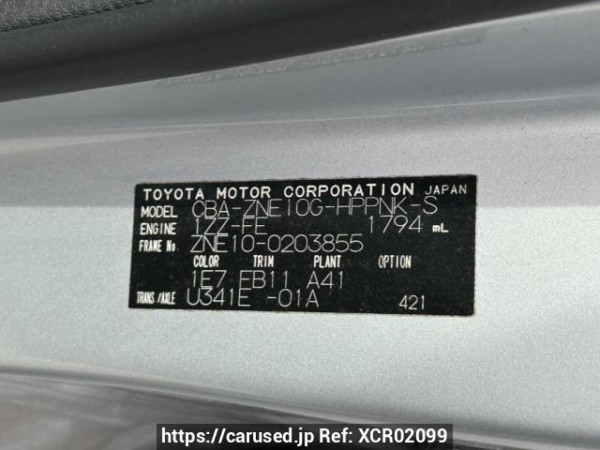 TOYOTA MOTOR CORPORATION JAPAN
MODEL CBA-ZNE10G-HPPNK-S
ENGINE 1ZZ-FE 1794 mL
FRAME No. ZNE10-0203855
COLOR TRIM PLANT OPTION
1E7 FB11 A41
TRANS/AXLE U341E -01A 421
https://carused.jp Ref: XCR02099